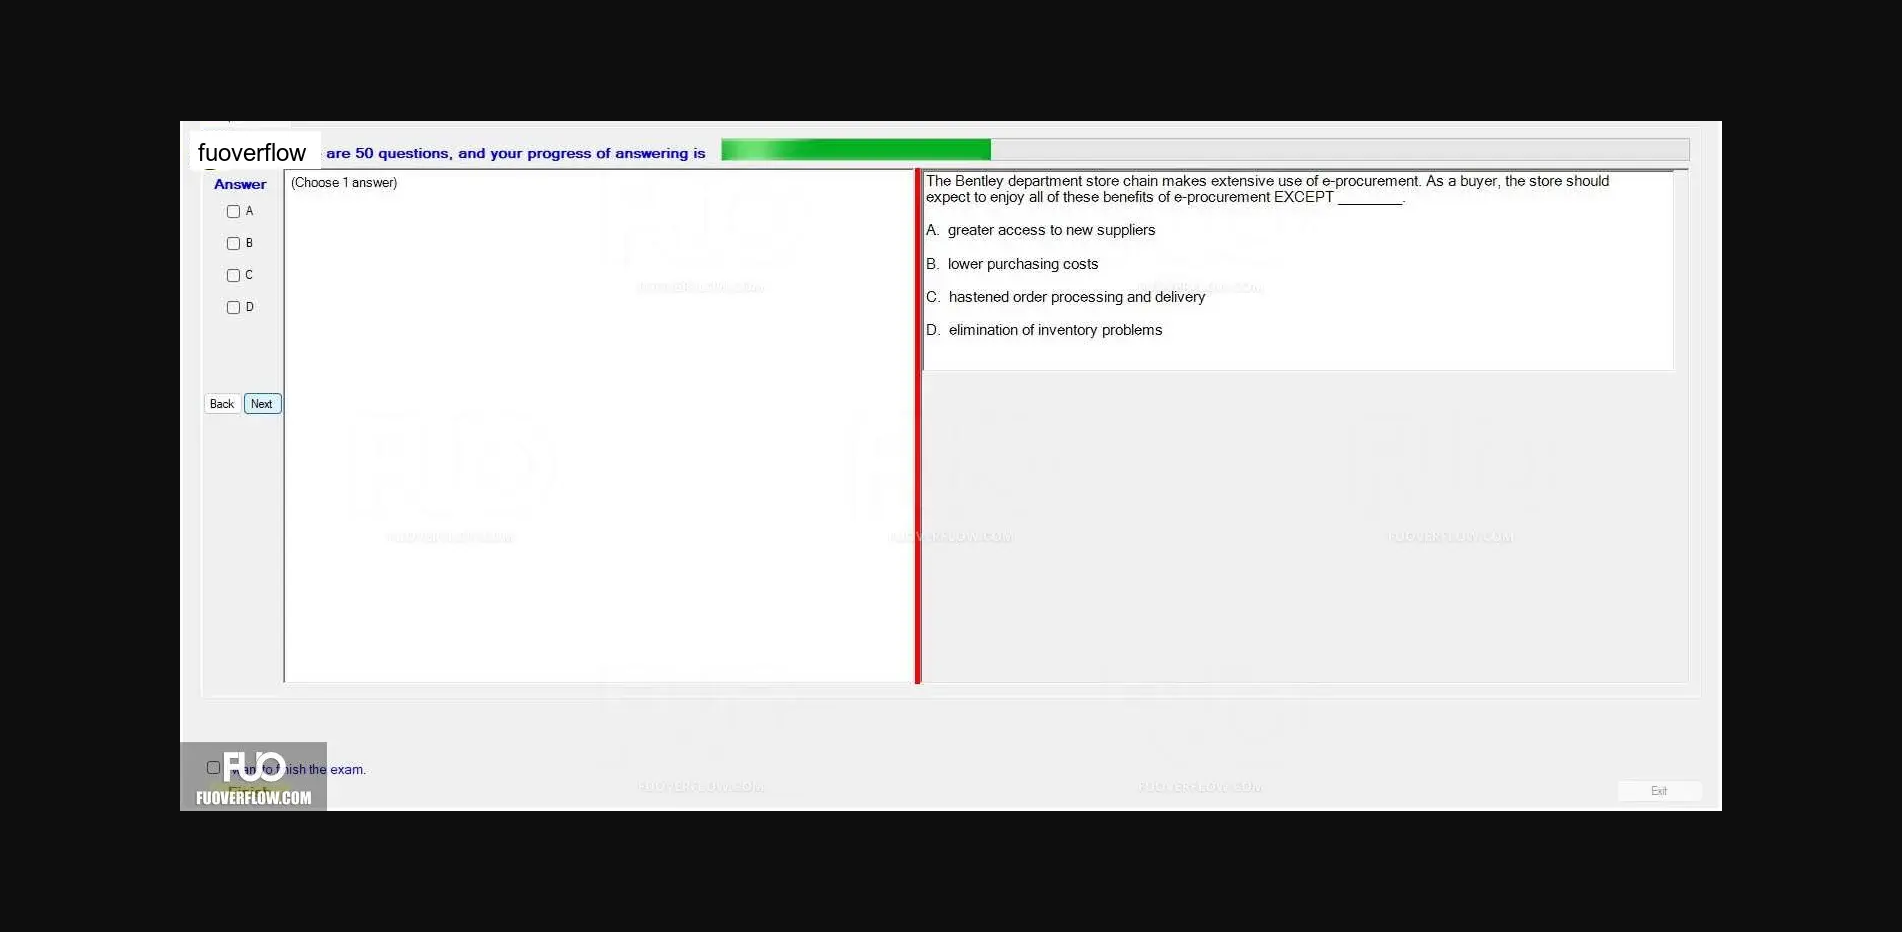 fuoverflow are 50 questions, and your progress of answering is
Answer
(Choose 1 answer)
A
B
C
D
Back Next
The Bentley department store chain makes extensive use of e-procurement. As a buyer, the store should
expect to enjoy all of these benefits of e-procurement EXCEPT ________.
A. greater access to new suppliers
B. lower purchasing costs
C. hastened order processing and delivery
D. elimination of inventory problems
FUOVERFLOW.COM
FUOVERFLOW.COM
FUOVERFLOW.COM
FUOVERFLOW.COM
FUOVERFLOW.COM
FUOVERFLOW.COM
FUOVERFLOW.COM
FUO
want to finish the exam.
Finish
FUOVERFLOW.COM
Exit